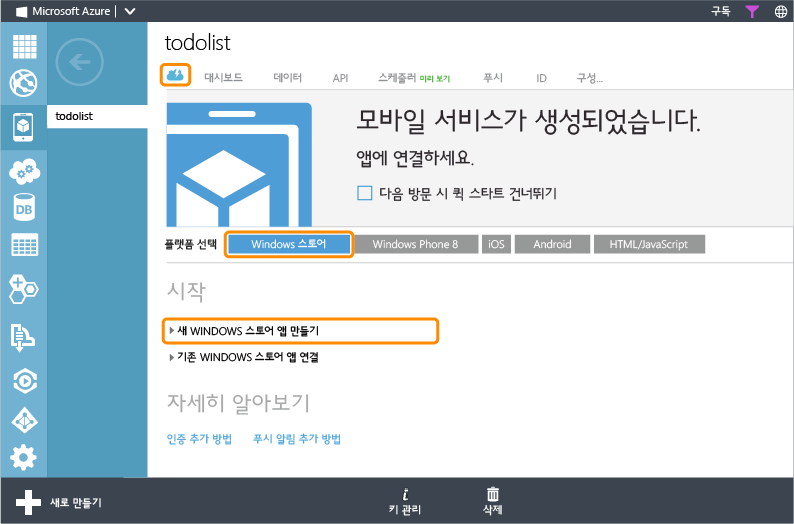 Microsoft Azure
구독
todolist
대시보드 데이터 API 스케줄러 미리 보기 푸시 ID 구성...
todolist
모바일 서비스가 생성되었습니다.
앱에 연결하세요.
다음 방문 시 퀵 스타트 건너뛰기
플랫폼 선택 Windows 스토어 Windows Phone 8 iOS Android HTML/JavaScript
DB
시작
새 WINDOWS 스토어 앱 만들기
기존 WINDOWS 스토어 앱 연결
자세히 알아보기
인증 추가 방법 푸시 알림 추가 방법
새로 만들기 키 관리 삭제